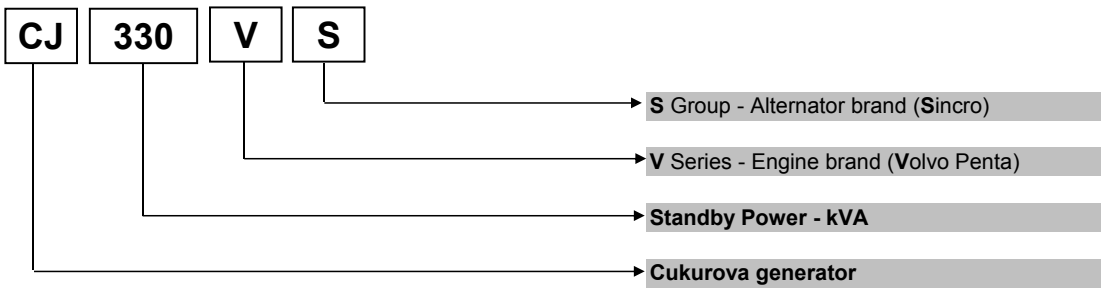 CJ 330 V S
S Group - Alternator brand (Sincro)
V Series - Engine brand (Volvo Penta)
Standby Power - kVA
Cukurova generator